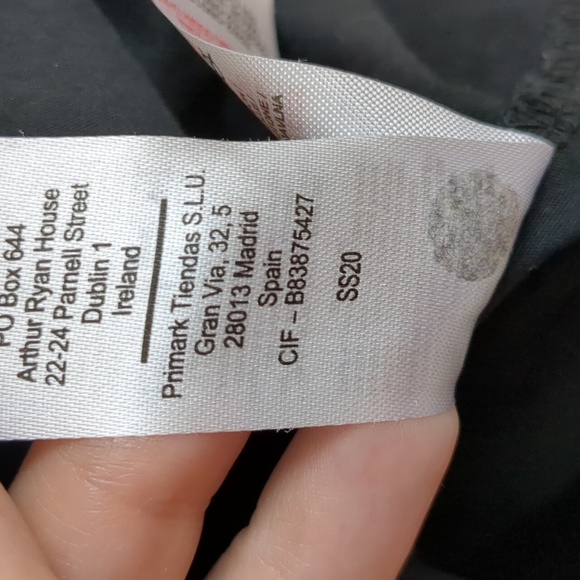 PO Box 644
Arthur Ryan House
22-24 Parnell Street
Dublin 1
Ireland
Primark Tiendas S.L.U.
Gran Via, 32, 5
28013 Madrid
Spain
CIF – B83875427
SS20